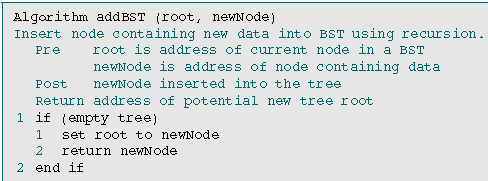 Algorithm addBST (root, newNode)
Insert node containing new data into BST using recursion.
Pre root is address of current node in a BST
newNode is address of node containing data
Post newNode inserted into the tree
Return address of potential new tree root
1 if (empty tree)
1 set root to newNode
2 return newNode
2 end if